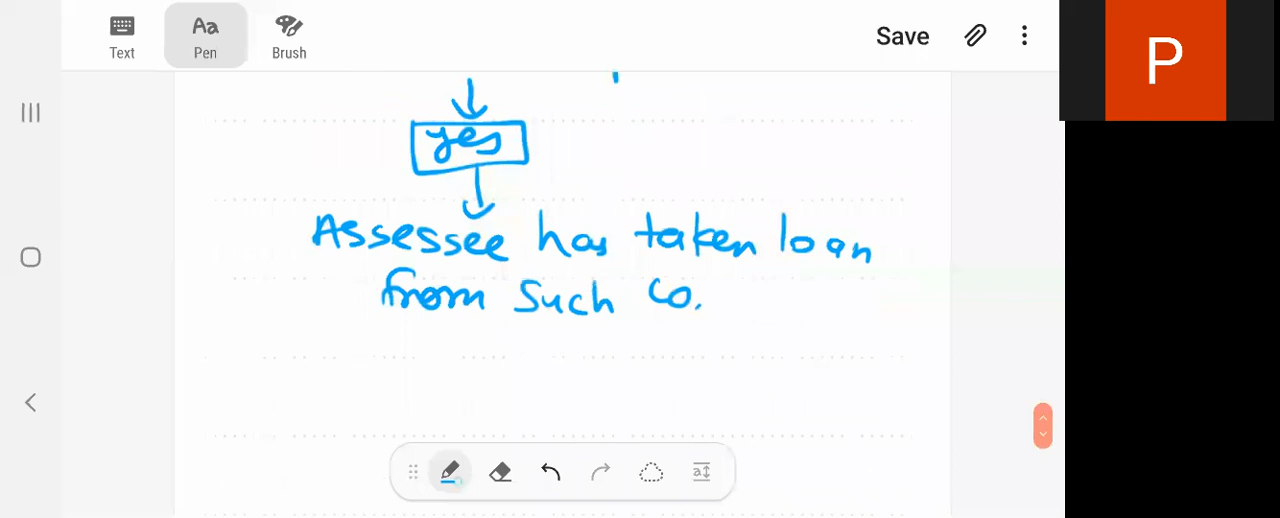 Save
Text
Pen
Brush
P
yes
Assessee has taken loan
from Such Co.